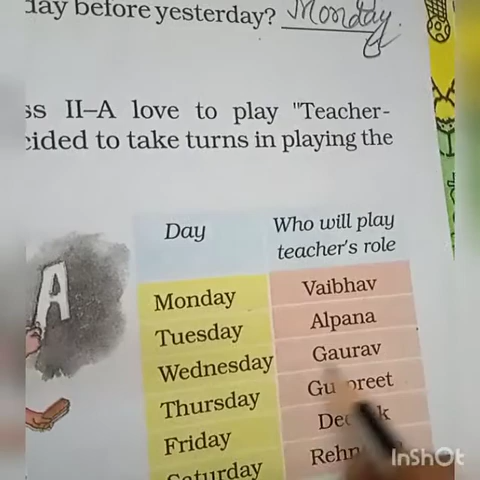 day before yesterday? Monday
ss II–A love to play "Teacher-
cided to take turns in playing the
A
Day Who will play
teacher's role
Monday Vaibhav
Tuesday Alpana
Wednesday Gaurav
Thursday
Friday
Saturday
InShOt